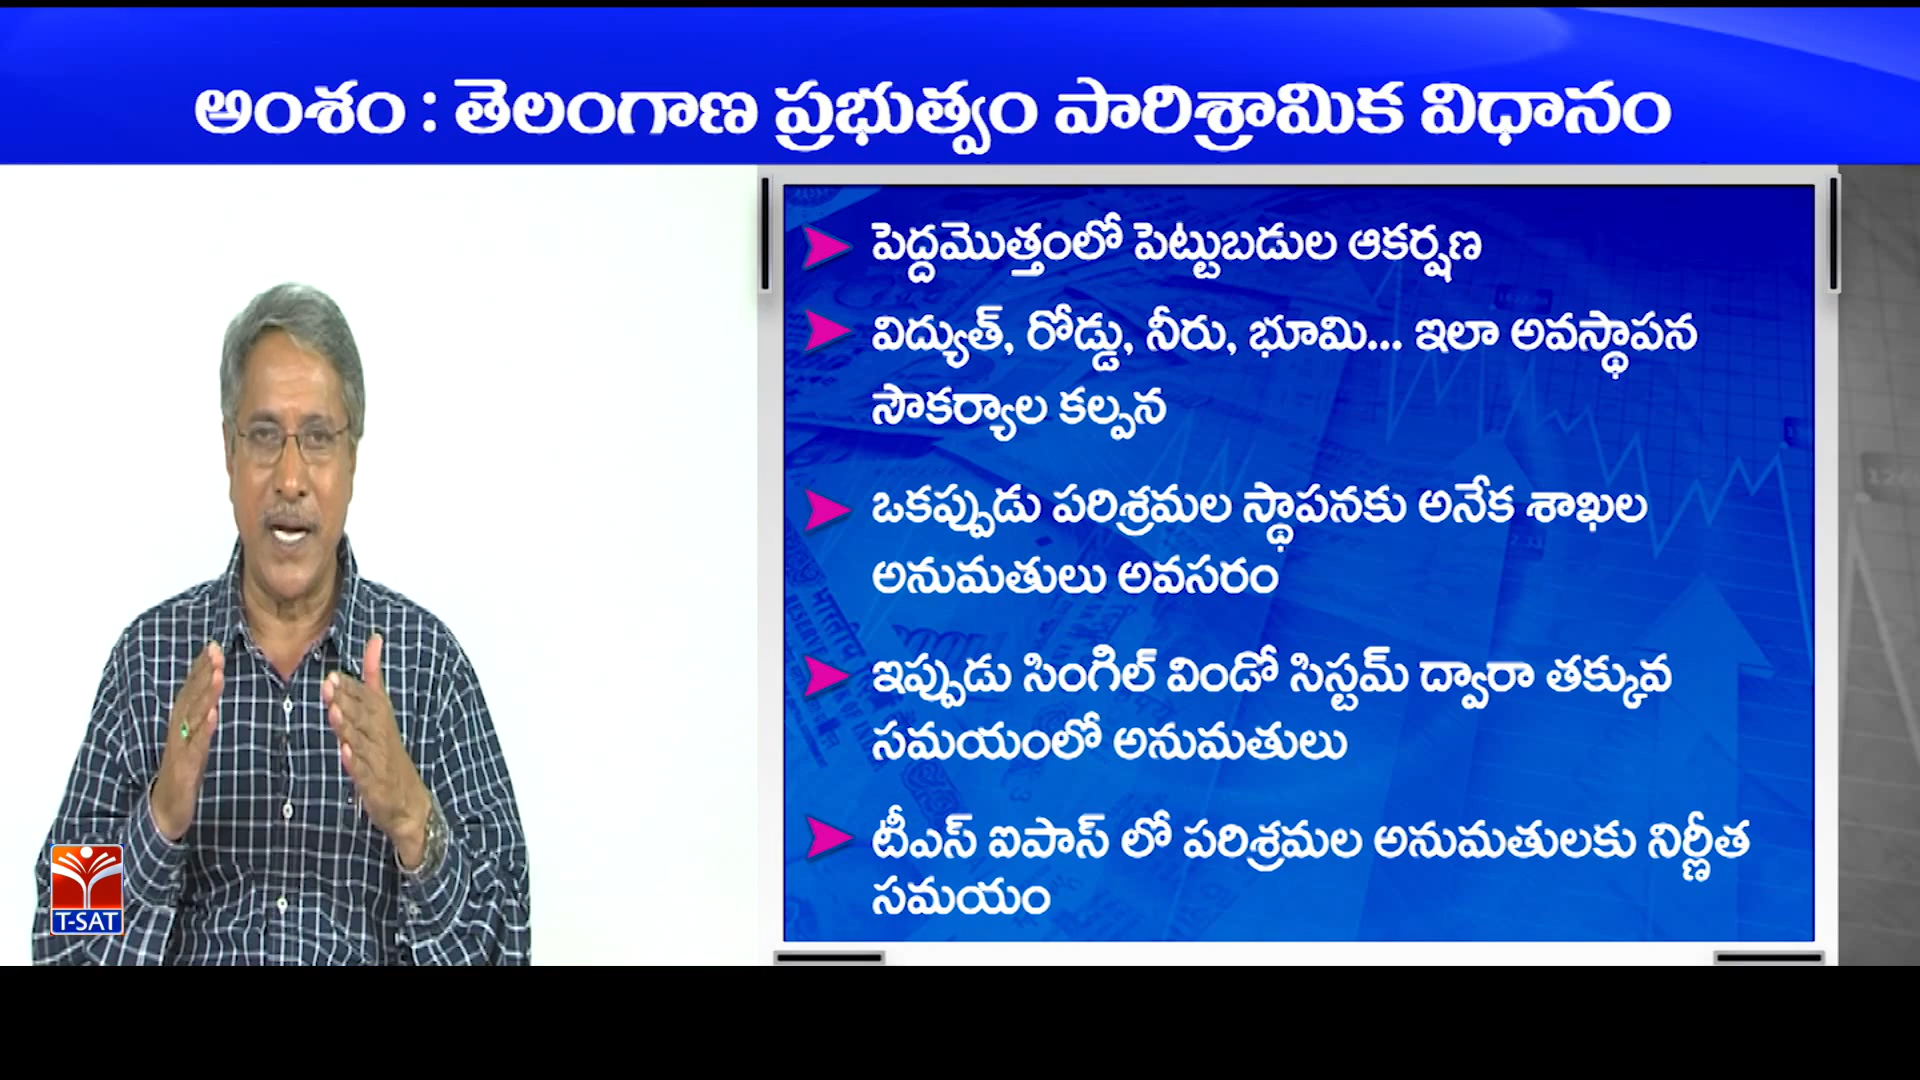 అంశం : తెలంగాణ ప్రభుత్వం పారిశ్రామిక విధానం
పెద్దమొత్తంలో పెట్టుబడుల ఆకర్షణ
విద్యుత్, రోడ్డు, నీరు, భూమి... ఇలా అవస్థాపన
సౌకర్యాల కల్పన
ఒకప్పుడు పరిశ్రమల స్థాపనకు అనేక శాఖల
అనుమతులు అవసరం
ఇప్పుడు సింగిల్ విండో సిస్టమ్ ద్వారా తక్కువ
సమయంలో అనుమతులు
టీఎస్ ఐపాస్ లో పరిశ్రమల అనుమతులకు నిర్ణీత
సమయం
T-SAT